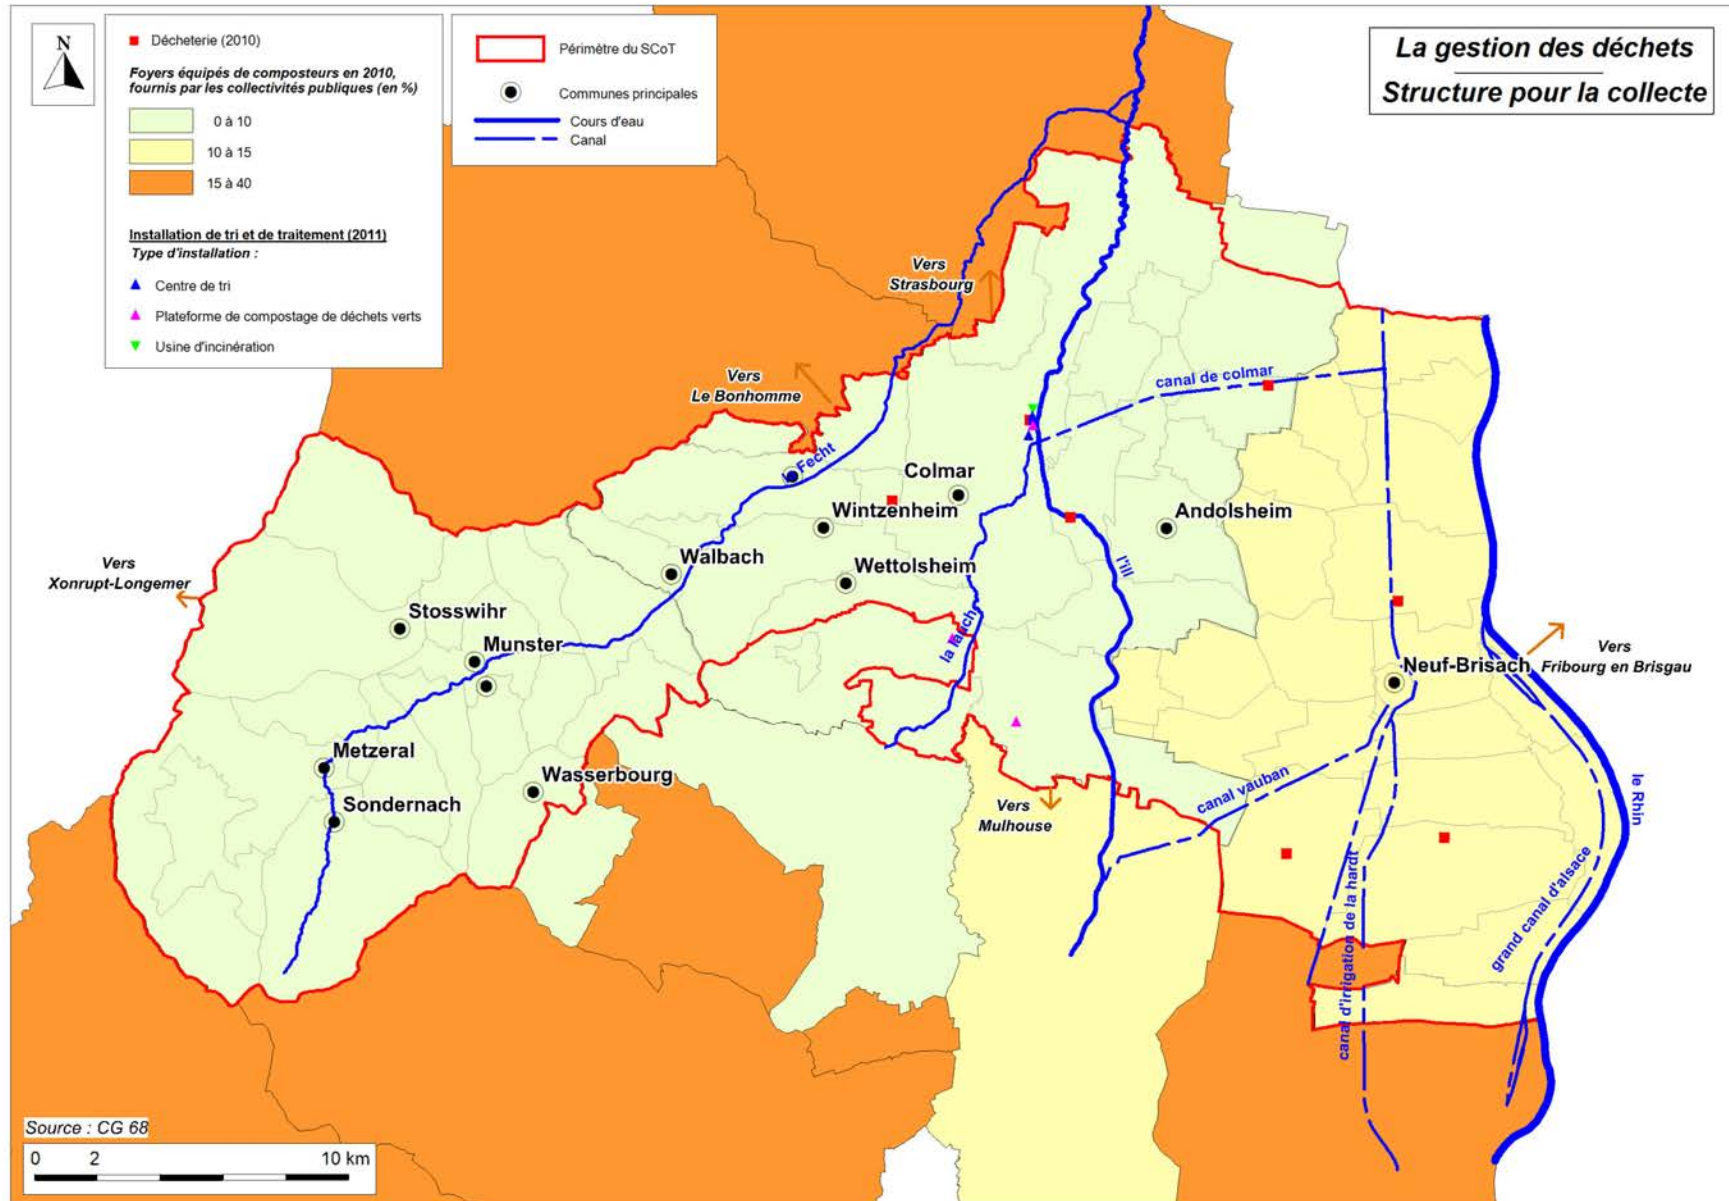 N
Décheterie (2010)
Foyers équipés de composteurs en 2010,
fournis par les collectivités publiques (en %)
0 à 10
10 à 15
15 à 40
Installation de tri et de traitement (2011)
Type d'installation :
Centre de tri
Plateforme de compostage de déchets verts
Usine d'incinération
Périmètre du SCoT
Communes principales
Cours d'eau
Canal
La gestion des déchets
Structure pour la collecte
Vers
Strasbourg
Vers
Le Bonhomme
canal de colmar
Fecht
Colmar
Wintzenheim
Andolsheim
Walbach
Wettolsheim
l'ill
Vers
Xonrupt-Longemer
Stosswihr
Munster
la lauch
Neuf-Brisach
Vers
Fribourg en Brisgau
Metzeral
Wasserbourg
Sondernach
Vers
Mulhouse
canal vauban
le Rhin
canal d'irrigation de la hardt
grand canal d'alsace
Source : CG 68
0 2 10 km